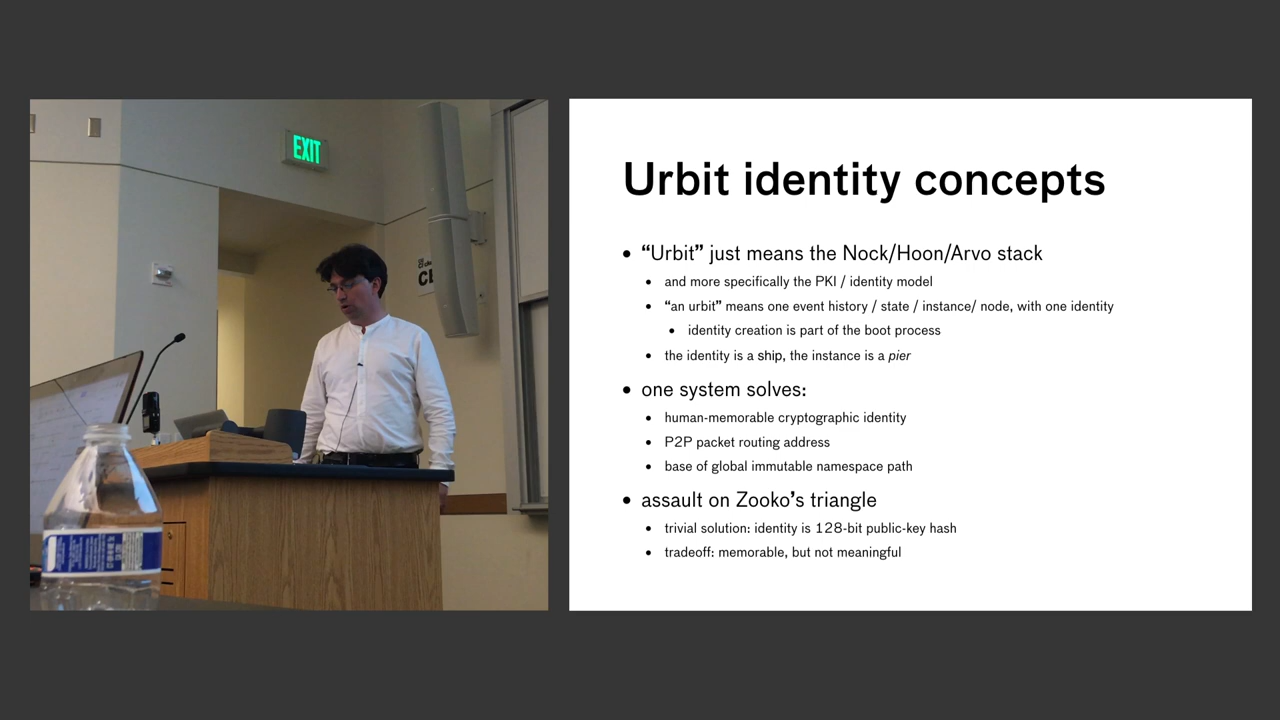 EXIT
Urbit identity concepts
• “Urbit” just means the Nock/Hoon/Arvo stack
• and more specifically the PKI / identity model
• “an urbit” means one event history / state / instance/ node, with one identity
• identity creation is part of the boot process
• the identity is a ship, the instance is a pier
• one system solves:
• human-memorable cryptographic identity
• P2P packet routing address
• base of global immutable namespace path
• assault on Zooko’s triangle
• trivial solution: identity is 128-bit public-key hash
• tradeoff: memorable, but not meaningful